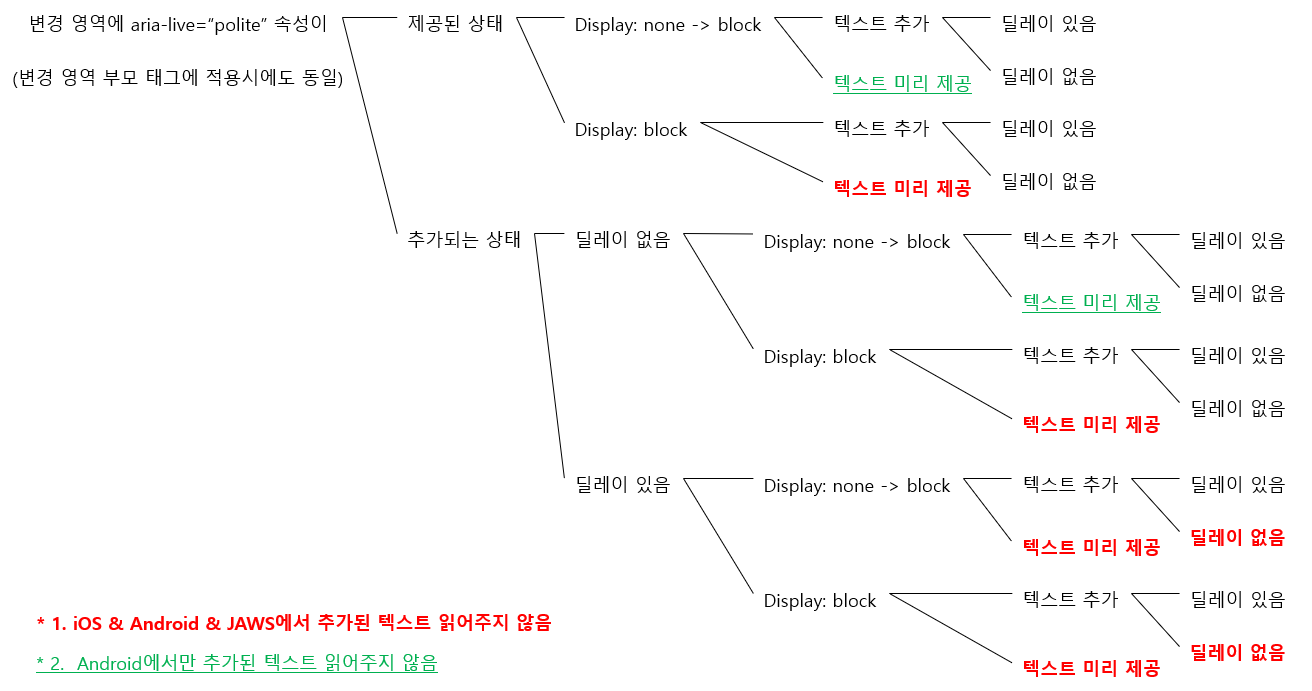 변경 영역에 aria-live=“polite” 속성이 제공된 상태 Display: none -> block 텍스트 추가 딜레이 있음
(변경 영역 부모 태그에 적용시에도 동일) 텍스트 미리 제공 딜레이 없음
Display: block 텍스트 추가 딜레이 있음
텍스트 미리 제공 딜레이 없음
추가되는 상태 딜레이 없음 Display: none -> block 텍스트 추가 딜레이 있음
텍스트 미리 제공 딜레이 없음
Display: block 텍스트 추가 딜레이 있음
딜레이 없음
텍스트 미리 제공
딜레이 있음 Display: none -> block 텍스트 추가 딜레이 있음
텍스트 미리 제공 딜레이 없음
Display: block 텍스트 추가 딜레이 있음
텍스트 미리 제공 딜레이 없음
* 1. iOS & Android & JAWS에서 추가된 텍스트 읽어주지 않음
* 2. Android에서만 추가된 텍스트 읽어주지 않음